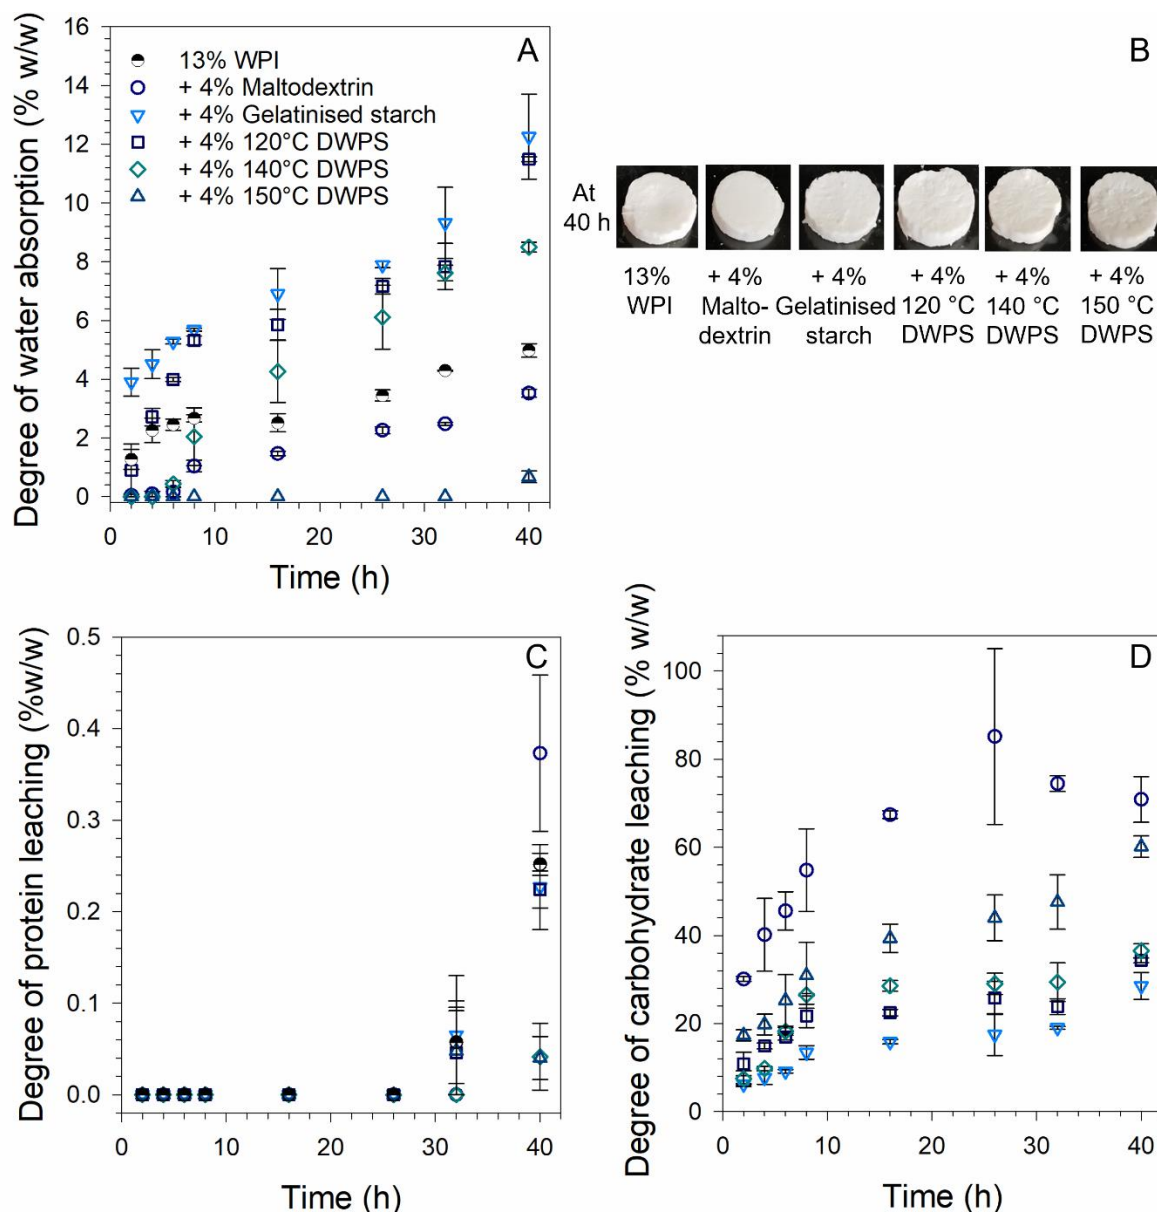 A
Degree of water absorption (% w/w)
16
14
12
10
8
6
4
2
0
13% WPI
+ 4% Maltodextrin
+ 4% Gelatinised starch
+ 4% 120°C DWPS
+ 4% 140°C DWPS
+ 4% 150°C DWPS
0 10 20 30 40
Time (h)
B
At
40 h
13% + 4% + 4% + 4% + 4% + 4%
WPI Malto- Gelatinised 120 °C 140 °C 150 °C
dextrin starch DWPS DWPS DWPS
C
Degree of protein leaching (%w/w)
0.5
0.4
0.3
0.2
0.1
0.0
0 10 20 30 40
Time (h)
D
Degree of carbohydrate leaching (% w/w)
100
80
60
40
20
0
0 10 20 30 40
Time (h)